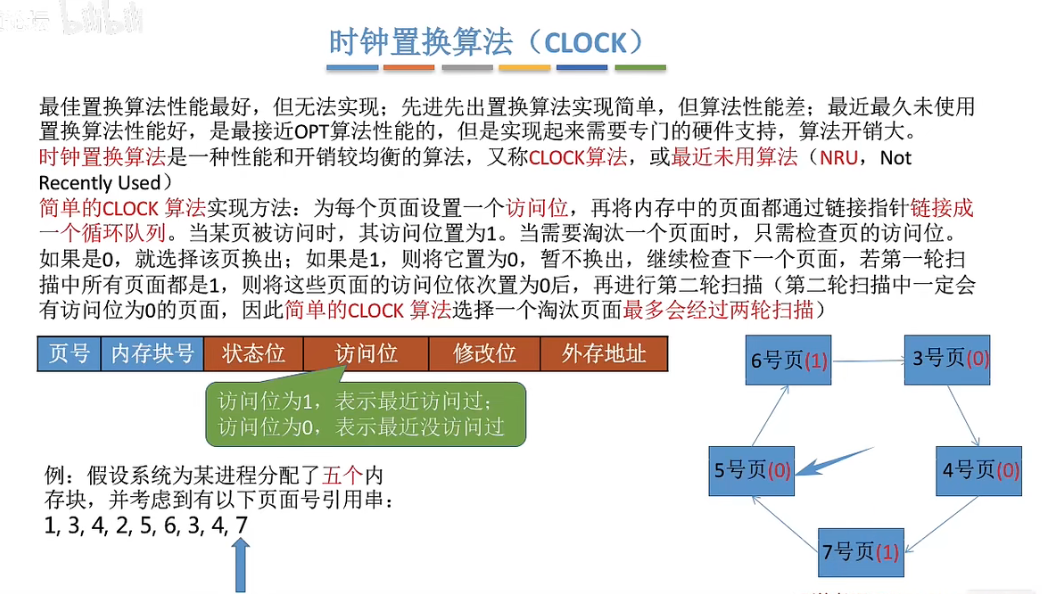 bilibili
时钟置换算法（CLOCK）
最佳置换算法性能最好，但无法实现；先进先出置换算法实现简单，但算法性能差；最近最久未使用
置换算法性能好，是最接近OPT算法性能的，但是实现起来需要专门的硬件支持，算法开销大。
时钟置换算法是一种性能和开销较均衡的算法，又称CLOCK算法，或最近未用算法（NRU，Not
Recently Used）
简单的CLOCK 算法实现方法：为每个页面设置一个访问位，再将内存中的页面都通过链接指针链接成
一个循环队列。当某页被访问时，其访问位置为1。当需要淘汰一个页面时，只需检查页的访问位。
如果是0，就选择该页换出；如果是1，则将它置为0，暂不换出，继续检查下一个页面，若第一轮扫
描中所有页面都是1，则将这些页面的访问位依次置为0后，再进行第二轮扫描（第二轮扫描中一定会
有访问位为0的页面，因此简单的CLOCK 算法选择一个淘汰页面最多会经过两轮扫描）
页号 内存块号 状态位 访问位 修改位 外存地址
访问位为1，表示最近访问过；
访问位为0，表示最近没访问过
例：假设系统为某进程分配了五个内
存块，并考虑到有以下页面号引用串：
1, 3, 4, 2, 5, 6, 3, 4, 7
6号页(1)
3号页(0)
5号页(0)
4号页(0)
7号页(1)